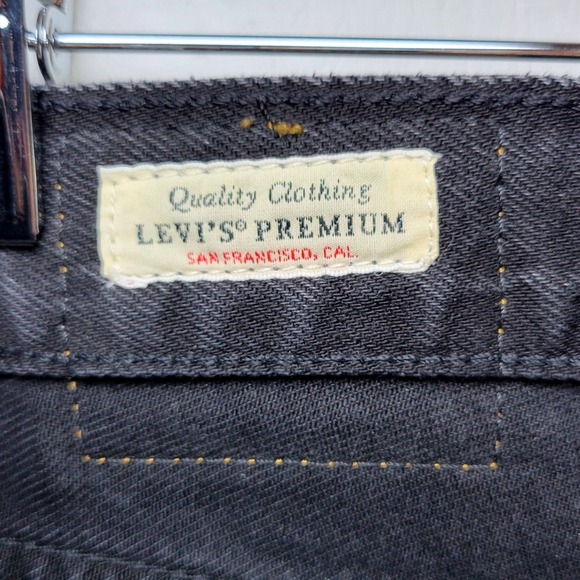 Quality Clothing
LEVI'S® PREMIUM
SAN FRANCISCO, CAL.